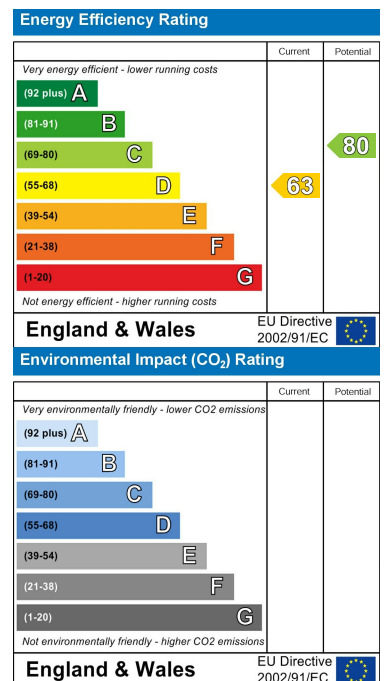 Energy Efficiency Rating
Current Potential
Very energy efficient - lower running costs
(92 plus) A
(81-91) B
(69-80) C
80
(55-68) D
63
(39-54) E
(21-38) F
(1-20) G
Not energy efficient - higher running costs
England & Wales
EU Directive
2002/91/EC
Environmental Impact (CO₂) Rating
Current Potential
Very environmentally friendly - lower CO2 emissions
(92 plus) A
(81-91) B
(69-80) C
(55-68) D
(39-54) E
(21-38) F
(1-20) G
Not environmentally friendly - higher CO2 emissions
England & Wales
EU Directive
2002/91/EC